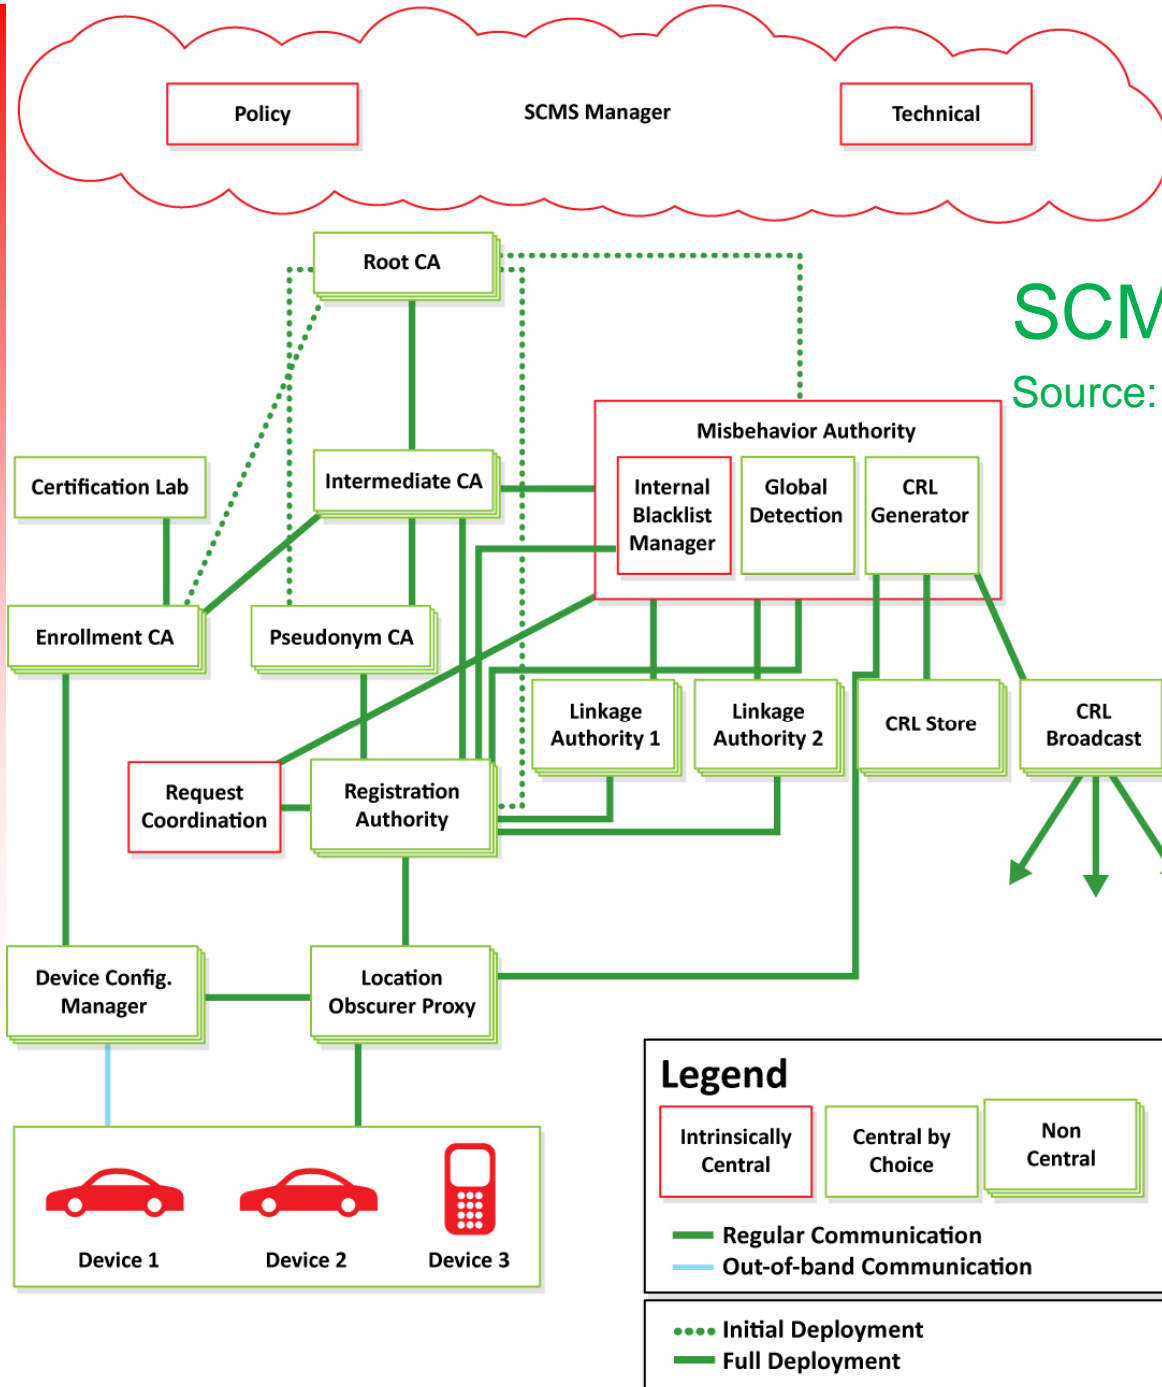 Policy
SCMS Manager
Technical
Root CA
SCM
Source:
Misbehavior Authority
Certification Lab
Intermediate CA
Internal
Blacklist
Manager
Global
Detection
CRL
Generator
Enrollment CA
Pseudonym CA
Linkage
Authority 1
Linkage
Authority 2
CRL Store
CRL
Broadcast
Request
Coordination
Registration
Authority
Device Config.
Manager
Location
Obscurer Proxy
Legend
Intrinsically
Central
Central by
Choice
Non
Central
Regular Communication
Out-of-band Communication
Device 1
Device 2
Device 3
Initial Deployment
Full Deployment